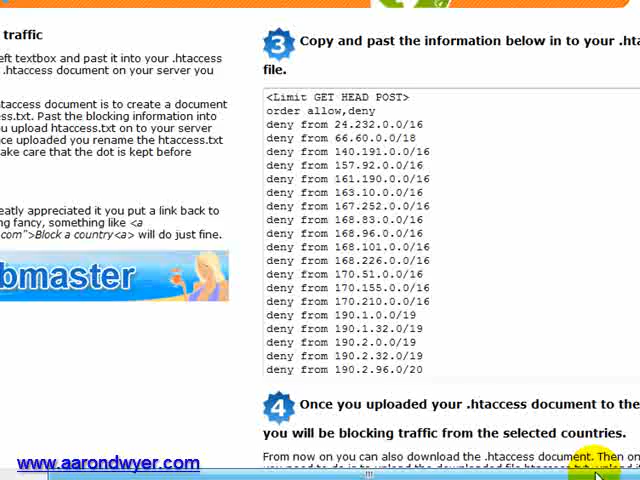 traffic
eft textbox and past it into your .htaccess
.htaccess document on your server you
taccess document is to create a document
ess.txt. Past the blocking information into
u upload htaccess.txt on to your server
ce uploaded you rename the htaccess.txt
ake care that the dot is kept before
eatly appreciated it you put a link back to
ng fancy, something like <a
.com">Block a country<a> will do just fine.
bmaster
3 Copy and past the information below in to your .hta
file.
<Limit GET HEAD POST>
order allow,deny
deny from 24.232.0.0/16
deny from 66.60.0.0/18
deny from 140.191.0.0/16
deny from 157.92.0.0/16
deny from 161.190.0.0/16
deny from 163.10.0.0/16
deny from 167.252.0.0/16
deny from 168.83.0.0/16
deny from 168.96.0.0/16
deny from 168.101.0.0/16
deny from 168.226.0.0/16
deny from 170.51.0.0/16
deny from 170.155.0.0/16
deny from 170.210.0.0/16
deny from 190.1.0.0/19
deny from 190.1.32.0/19
deny from 190.2.0.0/19
deny from 190.2.32.0/19
deny from 190.2.96.0/20
4 Once you uploaded your .htaccess document to the
you will be blocking traffic from the selected countries.
From now on you can also download the .htaccess document. Then on
www.aarondwyer.com